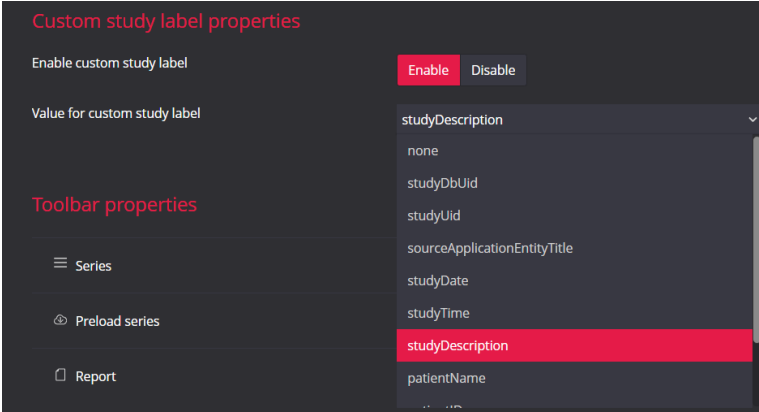 Custom study label properties
Enable custom study label
Enable Disable
Value for custom study label
studyDescription
none
studyDbUid
studyUid
sourceApplicationEntityTitle
studyDate
studyTime
studyDescription
patientName
Toolbar properties
Series
Preload series
Report